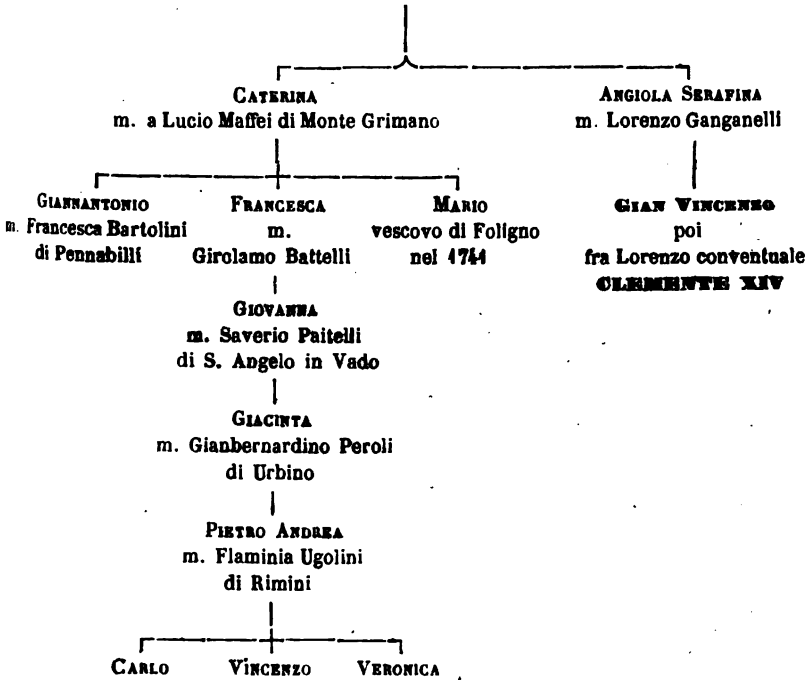 CATERINA
m. a Lucio Maffei di Monte Grimano
ANGIOLA SERAFINA
m. Lorenzo Ganganelli
GIANNANTONIO
m. Francesca Bartolini
di Pennabilli
FRANCESCA
m.
Girolamo Battelli
MARIO
vescovo di Foligno
nel 1741
GIAN VINCENZO
poi
fra Lorenzo conventuale
CLEMENTE XIV
GIOVANNA
m. Saverio Paitelli
di S. Angelo in Vado
GIACINTA
m. Gianbernardino Peroli
di Urbino
PIETRO ANDREA
m. Flaminia Ugolini
di Rimini
CARLO
VINCENZO
VERONICA